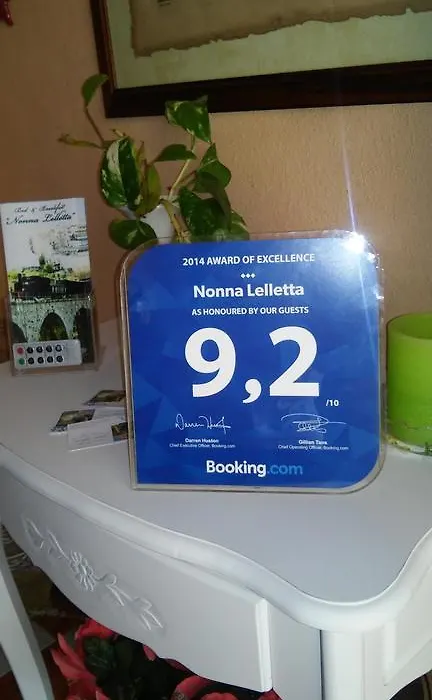 Bed & Breakfast
"Nonna Lelletta"
2014 AWARD OF EXCELLENCE
Nonna Lelletta
AS HONOURED BY OUR GUESTS
9,2
/10
Darren Huston
Chief Executive Officer, Booking.com
Gillian Tans
Chief Operating Officer, Booking.com
Booking.com